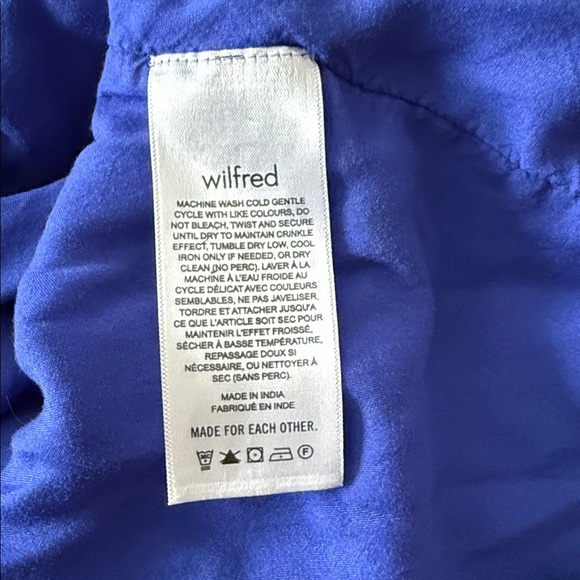 wilfred
MACHINE WASH COLD GENTLE
CYCLE WITH LIKE COLOURS, DO
NOT BLEACH, TWIST AND SECURE
UNTIL DRY TO MAINTAIN CRINKLE
EFFECT, TUMBLE DRY LOW, COOL
IRON ONLY IF NEEDED, OR DRY
CLEAN (NO PERC). LAVER À LA
MACHINE À L'EAU FROIDE AU
CYCLE DÉLICAT AVEC COULEURS
SEMBLABLES, NE PAS JAVELISER,
TORDRE ET ATTACHER JUSQU'A
CE QUE L'ARTICLE SOIT SEC POUR
MAINTENIR L'EFFET FROISSÉ,
SÉCHER À BASSE TEMPÉRATURE,
REPASSAGE DOUX SI
NÉCESSAIRE, OU NETTOYER À
SEC (SANS PERC).
MADE IN INDIA
FABRIQUÉ EN INDE
MADE FOR EACH OTHER.
F